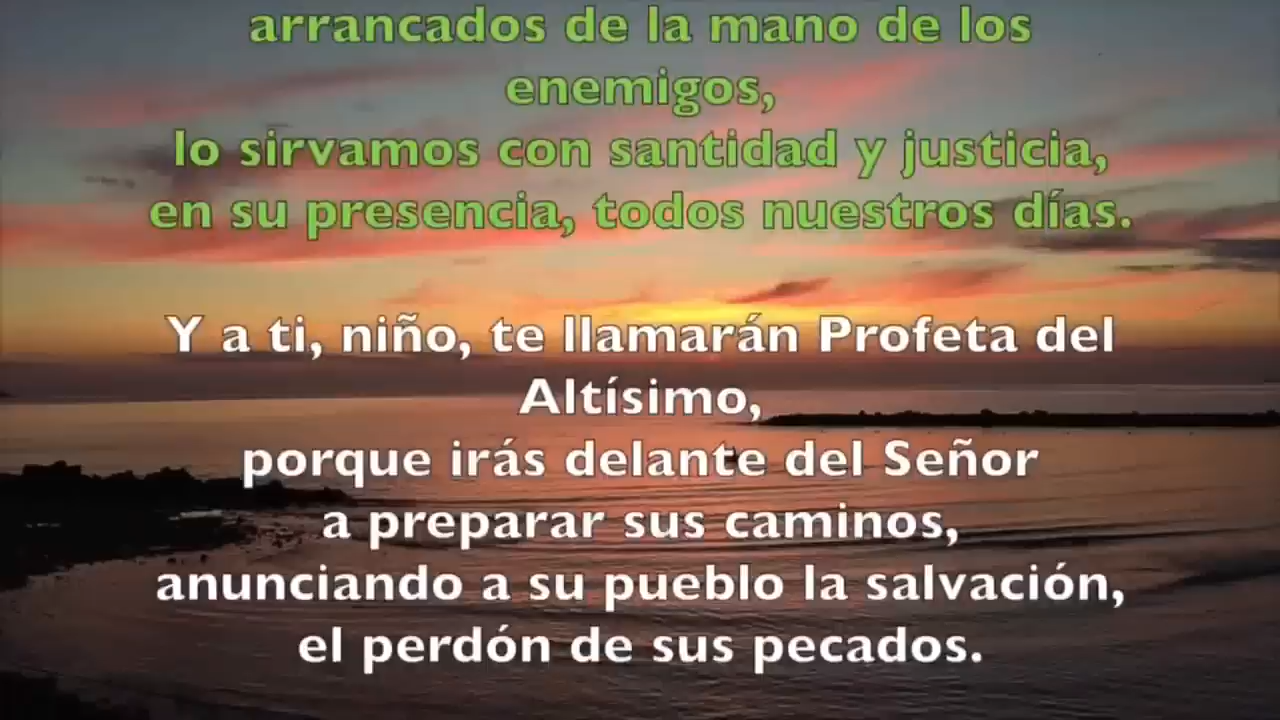 arrancados de la mano de los
enemigos,
lo sirvamos con santidad y justicia,
en su presencia, todos nuestros días.
Y a ti, niño, te llamarán Profeta del
Altísimo,
porque irás delante del Señor
a preparar sus caminos,
anunciando a su pueblo la salvación,
el perdón de sus pecados.